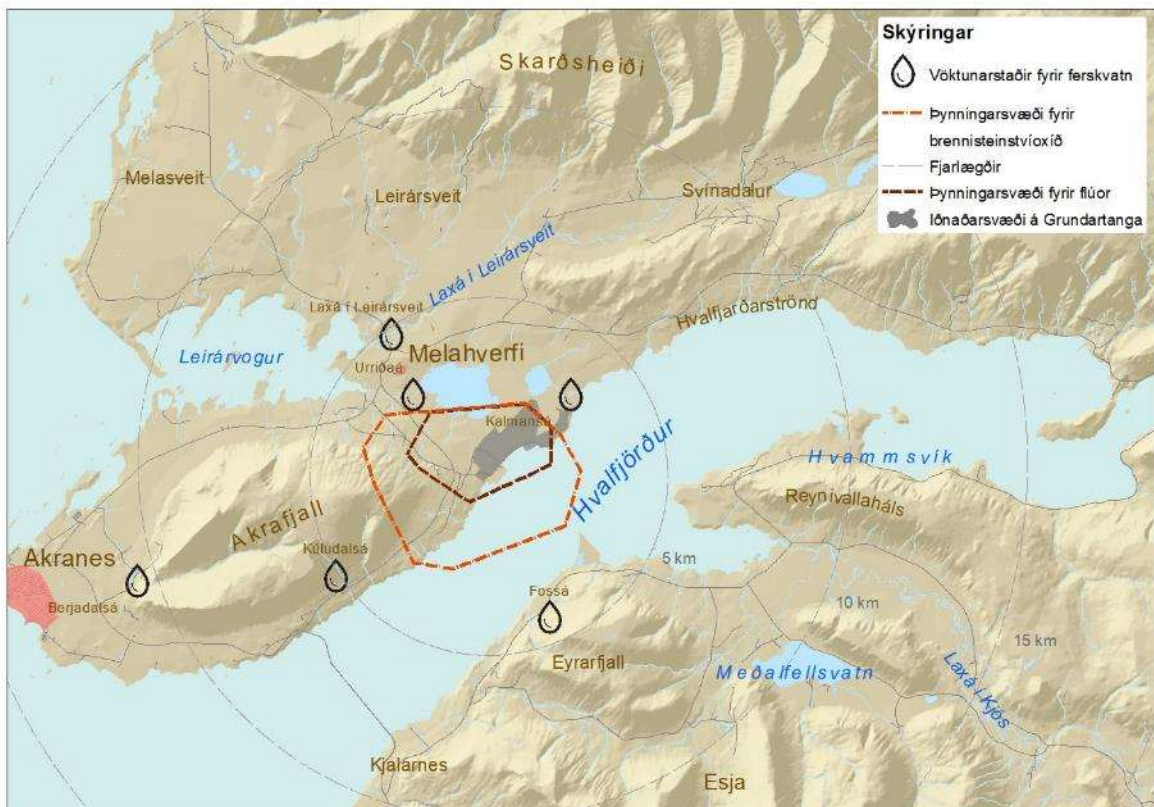 Skýringar
Vöktunarstaðir fyrir ferskvatn
Þynningarsvæði fyrir
brennisteinstvíoxíð
Fjarlægðir
Þynningarsvæði fyrir flúor
Iðnaðarsvæði á Grundartanga
Skarðsheiði
Melasveit
Leirársveit
Svínadalur
Laxá í Leirársveit
Laxá í Leirársveit
Hvalfjarðarströnd
Leirárvogur
Urriðaá
Melahverfi
Kalmansá
Hvalfjörður
Hvammsvík
Reynivallaháls
Akrafjall
Akranes
Kúludalsá
Berjadalsá
Fossá
5 km
10 km
15 km
Eyrarfjall
Meðalfellsvatn
Laxá í Kjós
Kjalarnes
Esja